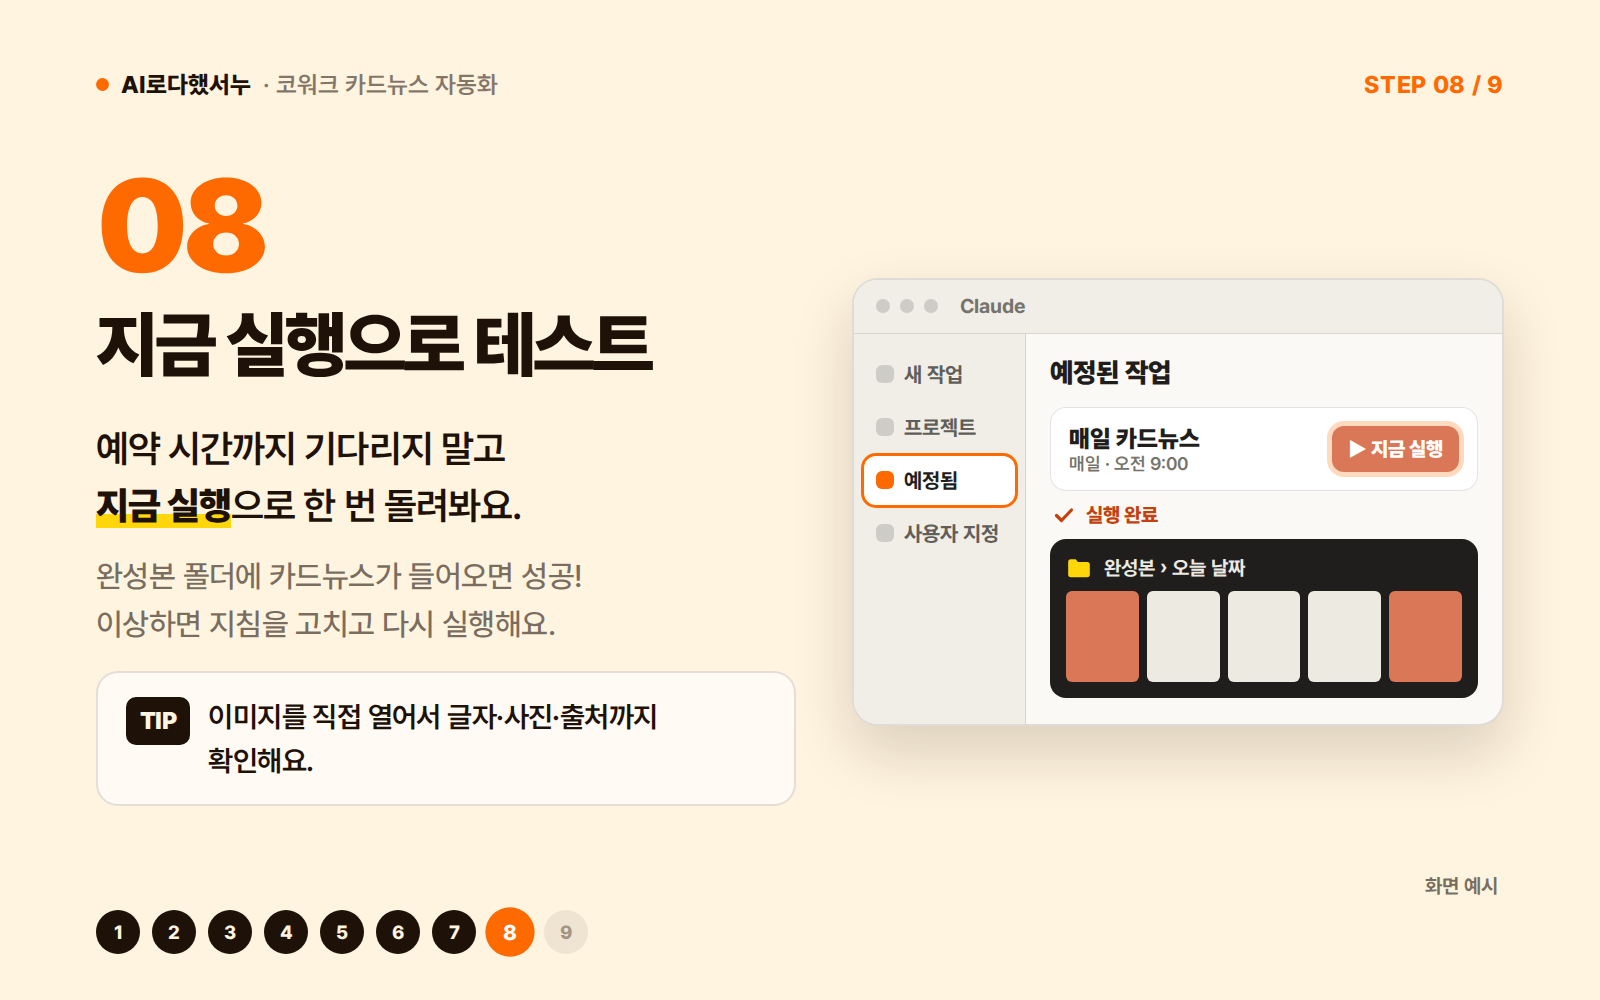 AI로다했서누 · 코워크 카드뉴스 자동화
STEP 08 / 9
08
지금 실행으로 테스트
예약 시간까지 기다리지 말고
지금 실행으로 한 번 돌려봐요.
완성본 폴더에 카드뉴스가 들어오면 성공!
이상하면 지침을 고치고 다시 실행해요.
TIP
이미지를 직접 열어서 글자·사진·출처까지
확인해요.
Claude
새 작업
프로젝트
예정됨
사용자 지정
예정된 작업
매일 카드뉴스
매일 · 오전 9:00
▶ 지금 실행
실행 완료
완성본 › 오늘 날짜
화면 예시
1 2 3 4 5 6 7 8 9